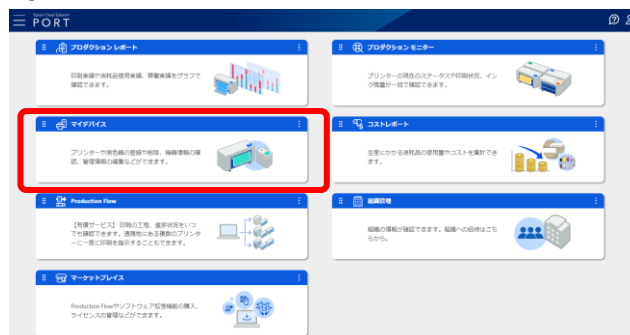 Epson Cloud Solution
PORT
プロダクションレポート
印刷実績や消耗品使用実績、稼働実績をグラフで
確認できます。
プロダクションモニター
プリンターの現在のステータスや印刷状況、イン
ク残量が一目で確認できます。
マイデバイス
プリンターや測色器の登録や削除、機器情報の確
認、管理情報の編集などができます。
コストレポート
生産にかかる消耗品の使用量やコストを集計でき
ます。
Production Flow
【有償サービス】印刷の工程、進捗状況をいつ
でも確認できます。遠隔地にある複数のプリンタ
ーに一度に印刷を指示することもできます。
組織管理
組織の情報が確認できます。組織への招待はこち
らから。
マーケットプレイス
Production Flowやソフトウェア拡張機能の購入、
ライセンスの管理などができます。